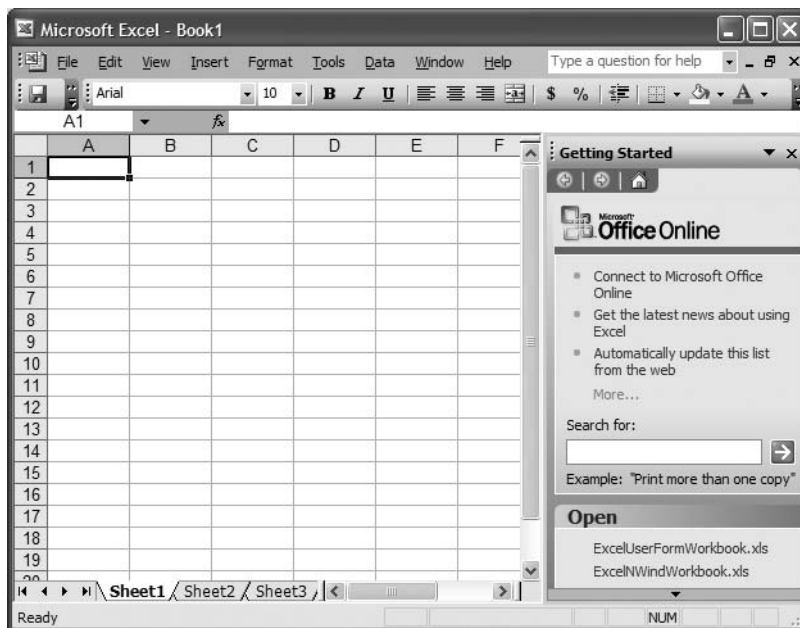 Microsoft Excel - Book1
File Edit View Insert Format Tools Data Window Help Type a question for help
Arial 10 B I U $ % A
A1 fx
A B C D E F
1
2
3
4
5
6
7
8
9
10
11
12
13
14
15
16
17
18
19
20
Getting Started
Microsoft
Office Online
Connect to Microsoft Office
Online
Get the latest news about using
Excel
Automatically update this list
from the web
More...
Search for:
Example: "Print more than one copy"
Open
ExcelUserFormWorkbook.xls
ExcelNWindWorkbook.xls
Sheet1 Sheet2 Sheet3
Ready NUM